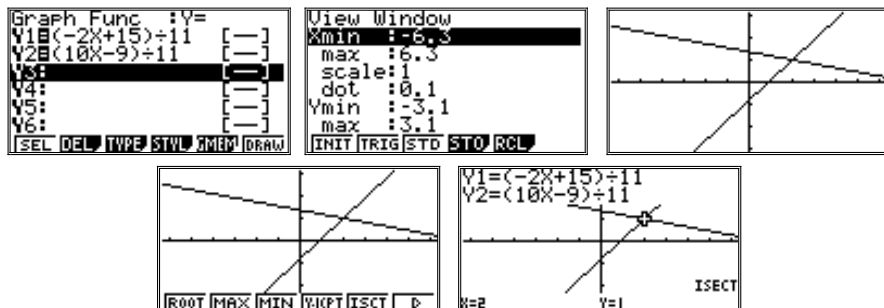 Graph Func :Y=
Y1=(-2X+15)÷11 [—]
Y2=(10X-9)÷11 [—]
Y3: [—]
Y4: [—]
Y5: [—]
Y6: [—]
SEL DEL TYPE STYL GMEM DRAW
View Window
Xmin :-6.3
max :6.3
scale:1
dot :0.1
Ymin :-3.1
max :3.1
INIT TRIG STD STO RCL
ROOT MAX MIN Y-ICPT ISCT ▷
Y1=(-2X+15)÷11
Y2=(10X-9)÷11
ISECT
X=2 Y=1